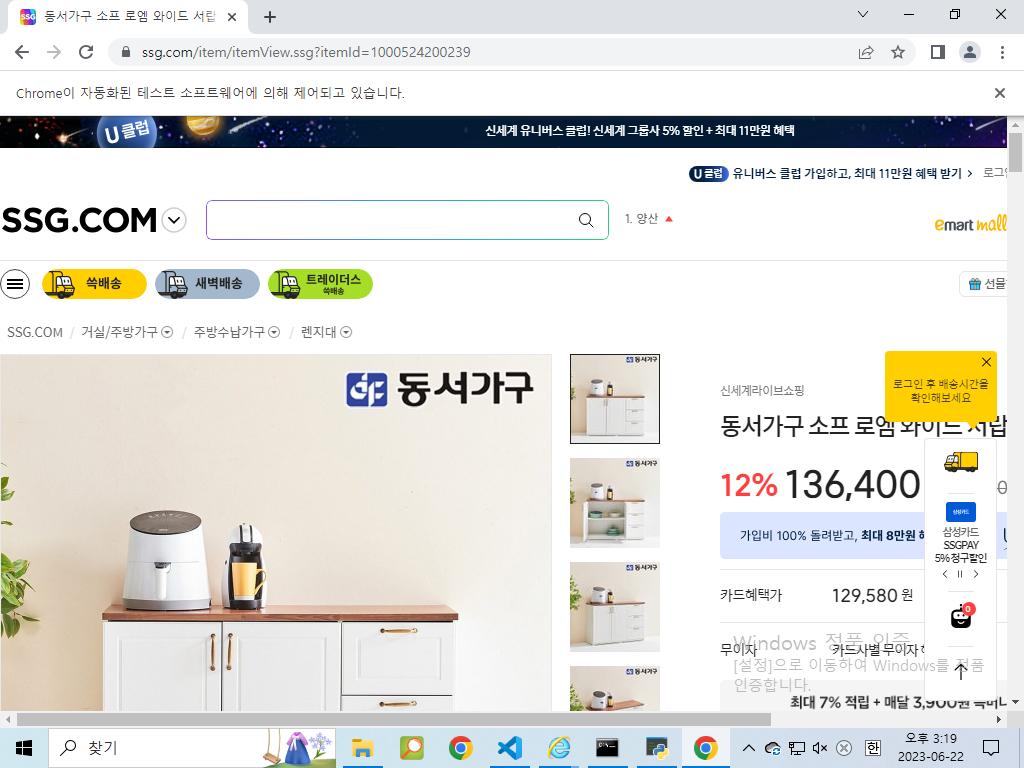 동서가구 소프 로엠 와이드 서랍
ssg.com/item/itemView.ssg?itemId=1000524200239
Chrome이 자동화된 테스트 소프트웨어에 의해 제어되고 있습니다.
U 클럽
신세계 유니버스 클럽! 신세계 그룹사 5% 할인 + 최대 11만원 혜택
U 클럽 유니버스 클럽 가입하고, 최대 11만원 혜택 받기
로그인
SSG.COM
1. 양산
emart mall
쓱배송
새벽배송
트레이더스
쓱배송
선물
SSG.COM / 거실/주방가구 / 주방수납가구 / 렌지대
동서가구
로그인 후 배송시간을
확인해보세요
신세계라이브쇼핑
동서가구 소프 로엠 와이드 서랍
12% 136,400
가입비 100% 돌려받고, 최대 8만원
삼성카드
삼성카드
SSGPAY
5% 청구할인
카드혜택가 129,580 원
0
무이자 카드사별 무이자
Windows 정품 인증
[설정]으로 이동하여 Windows를 정품
인증합니다.
최대 7% 적립 + 매달 3,900원 멤버
찾기
오후 3:19
한
2023-06-22